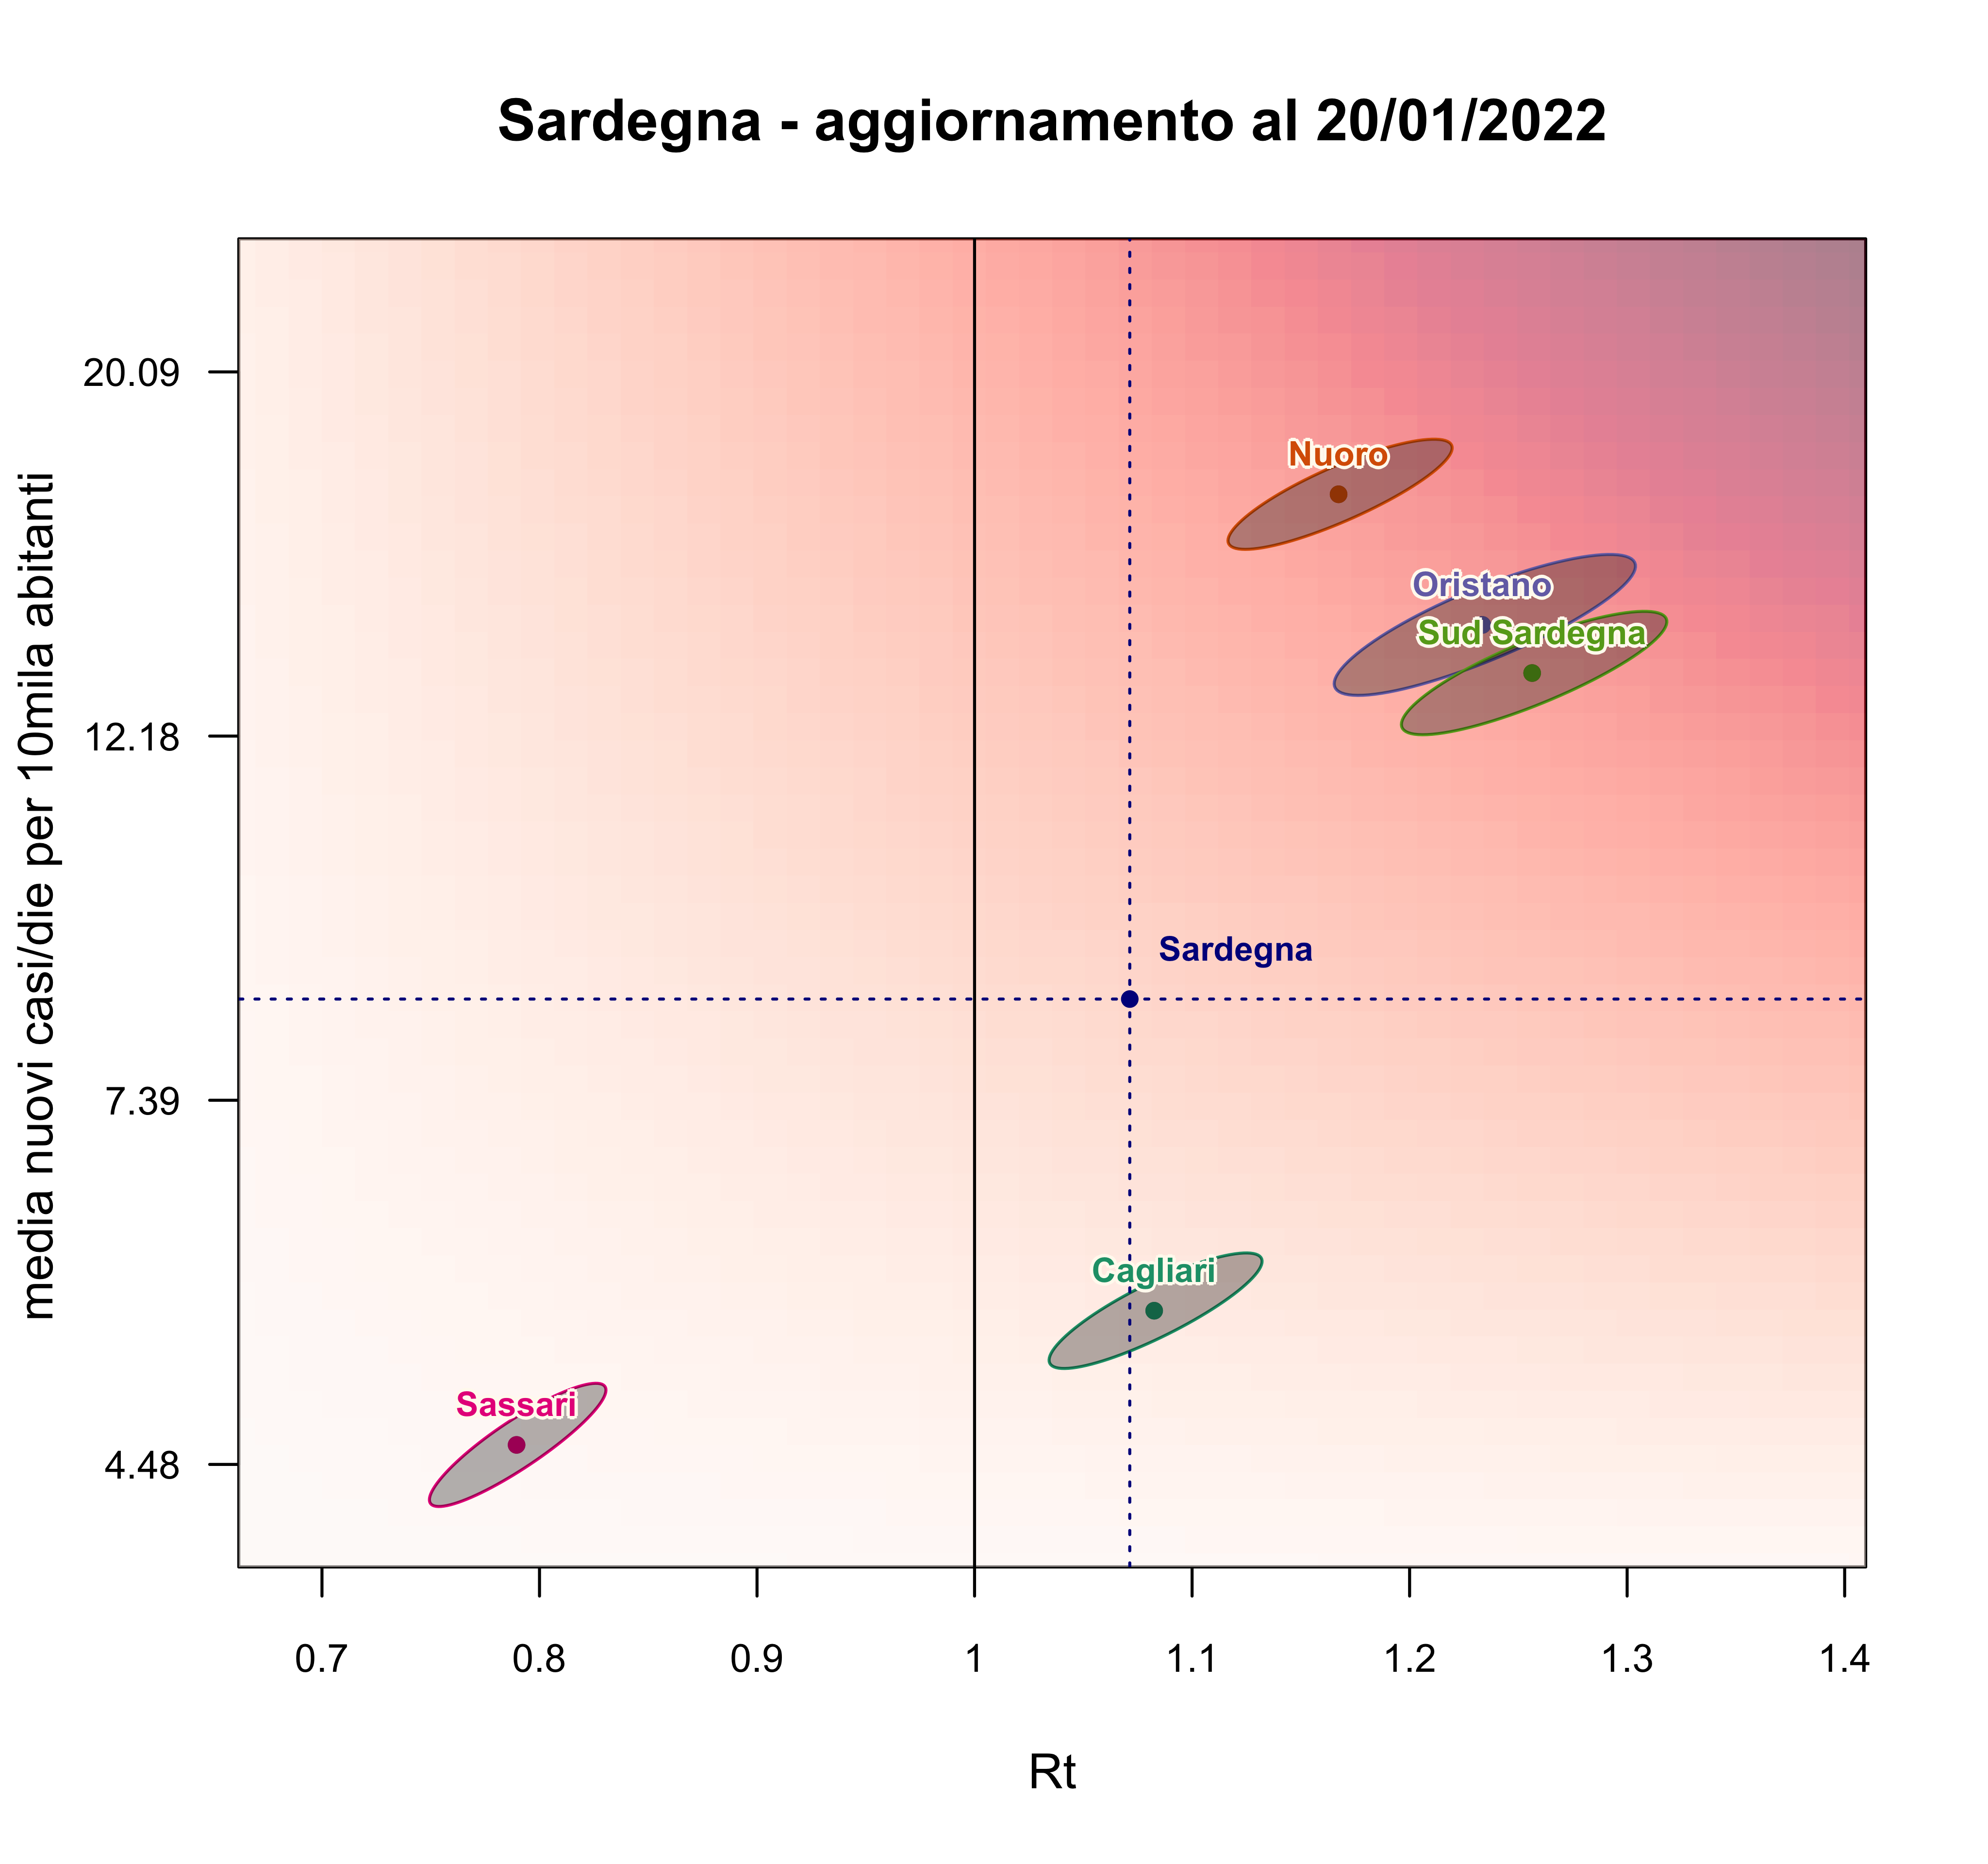 Sardegna - aggiornamento al 20/01/2022
media nuovi casi/die per 10mila abitanti
20.09
12.18
7.39
4.48
Nuoro
Oristano
Sud Sardegna
Sardegna
Cagliari
Sassari
0.7 0.8 0.9 1 1.1 1.2 1.3 1.4
Rt